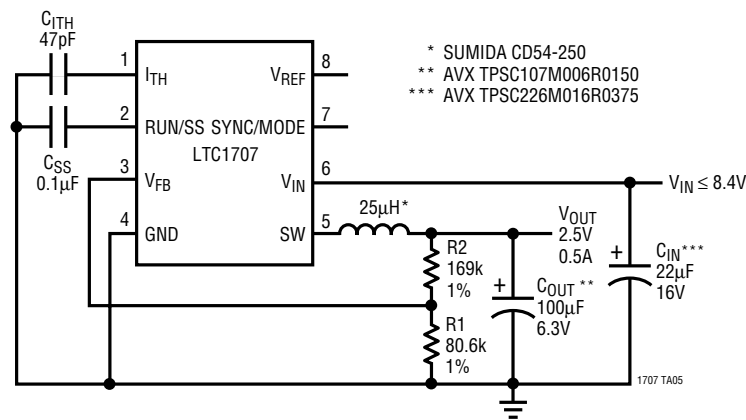 C_ITH
47pF
1
I_TH
V_REF
8
* SUMIDA CD54-250
** AVX TPSC107M006R0150
*** AVX TPSC226M016R0375
2
RUN/SS SYNC/MODE
7
C_SS
0.1µF
LTC1707
3
V_FB
V_IN
6
V_IN ≤ 8.4V
4
GND
SW
5
25µH*
V_OUT
2.5V
0.5A
R2
169k
1%
+
C_OUT **
100µF
6.3V
+
C_IN***
22µF
16V
R1
80.6k
1%
1707 TA05